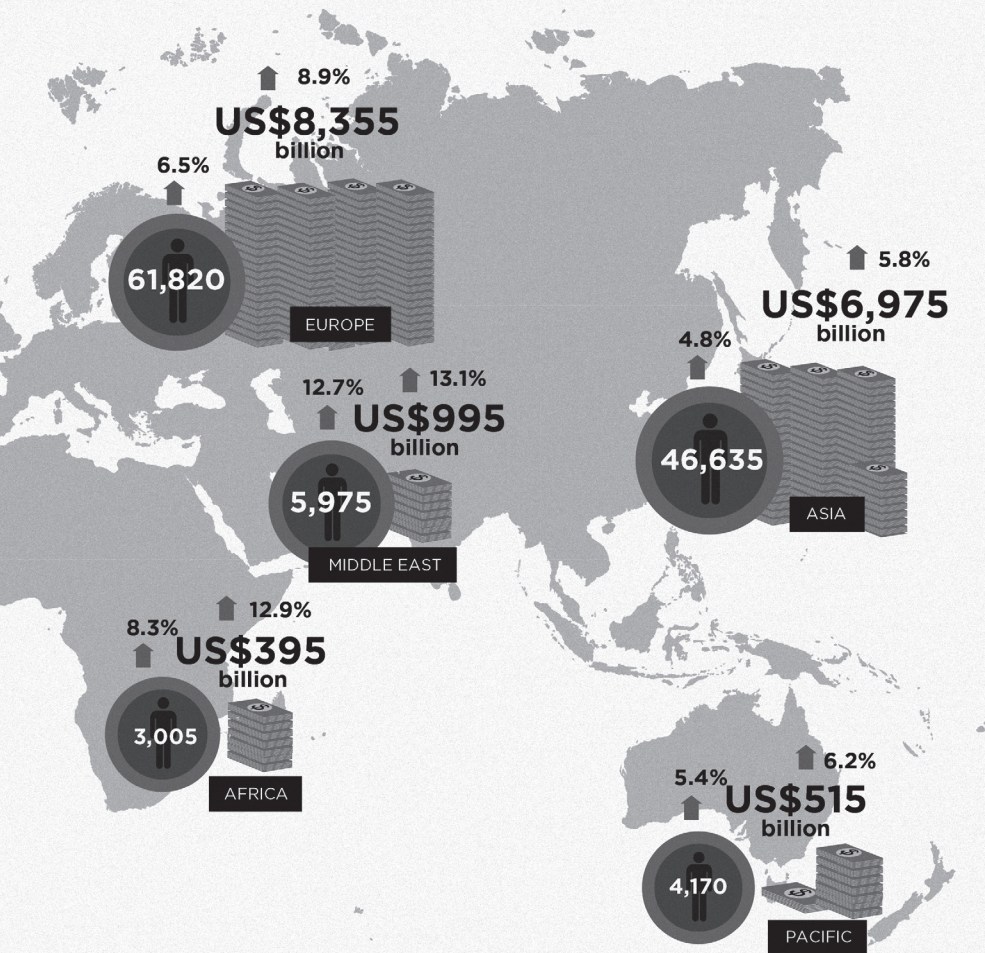 8.9%
US$8,355
billion
6.5%
61,820
EUROPE
5.8%
US$6,975
billion
4.8%
46,635
ASIA
13.1%
12.7%
US$995
billion
5,975
MIDDLE EAST
12.9%
8.3%
US$395
billion
3,005
AFRICA
6.2%
5.4%
US$515
billion
4,170
PACIFIC